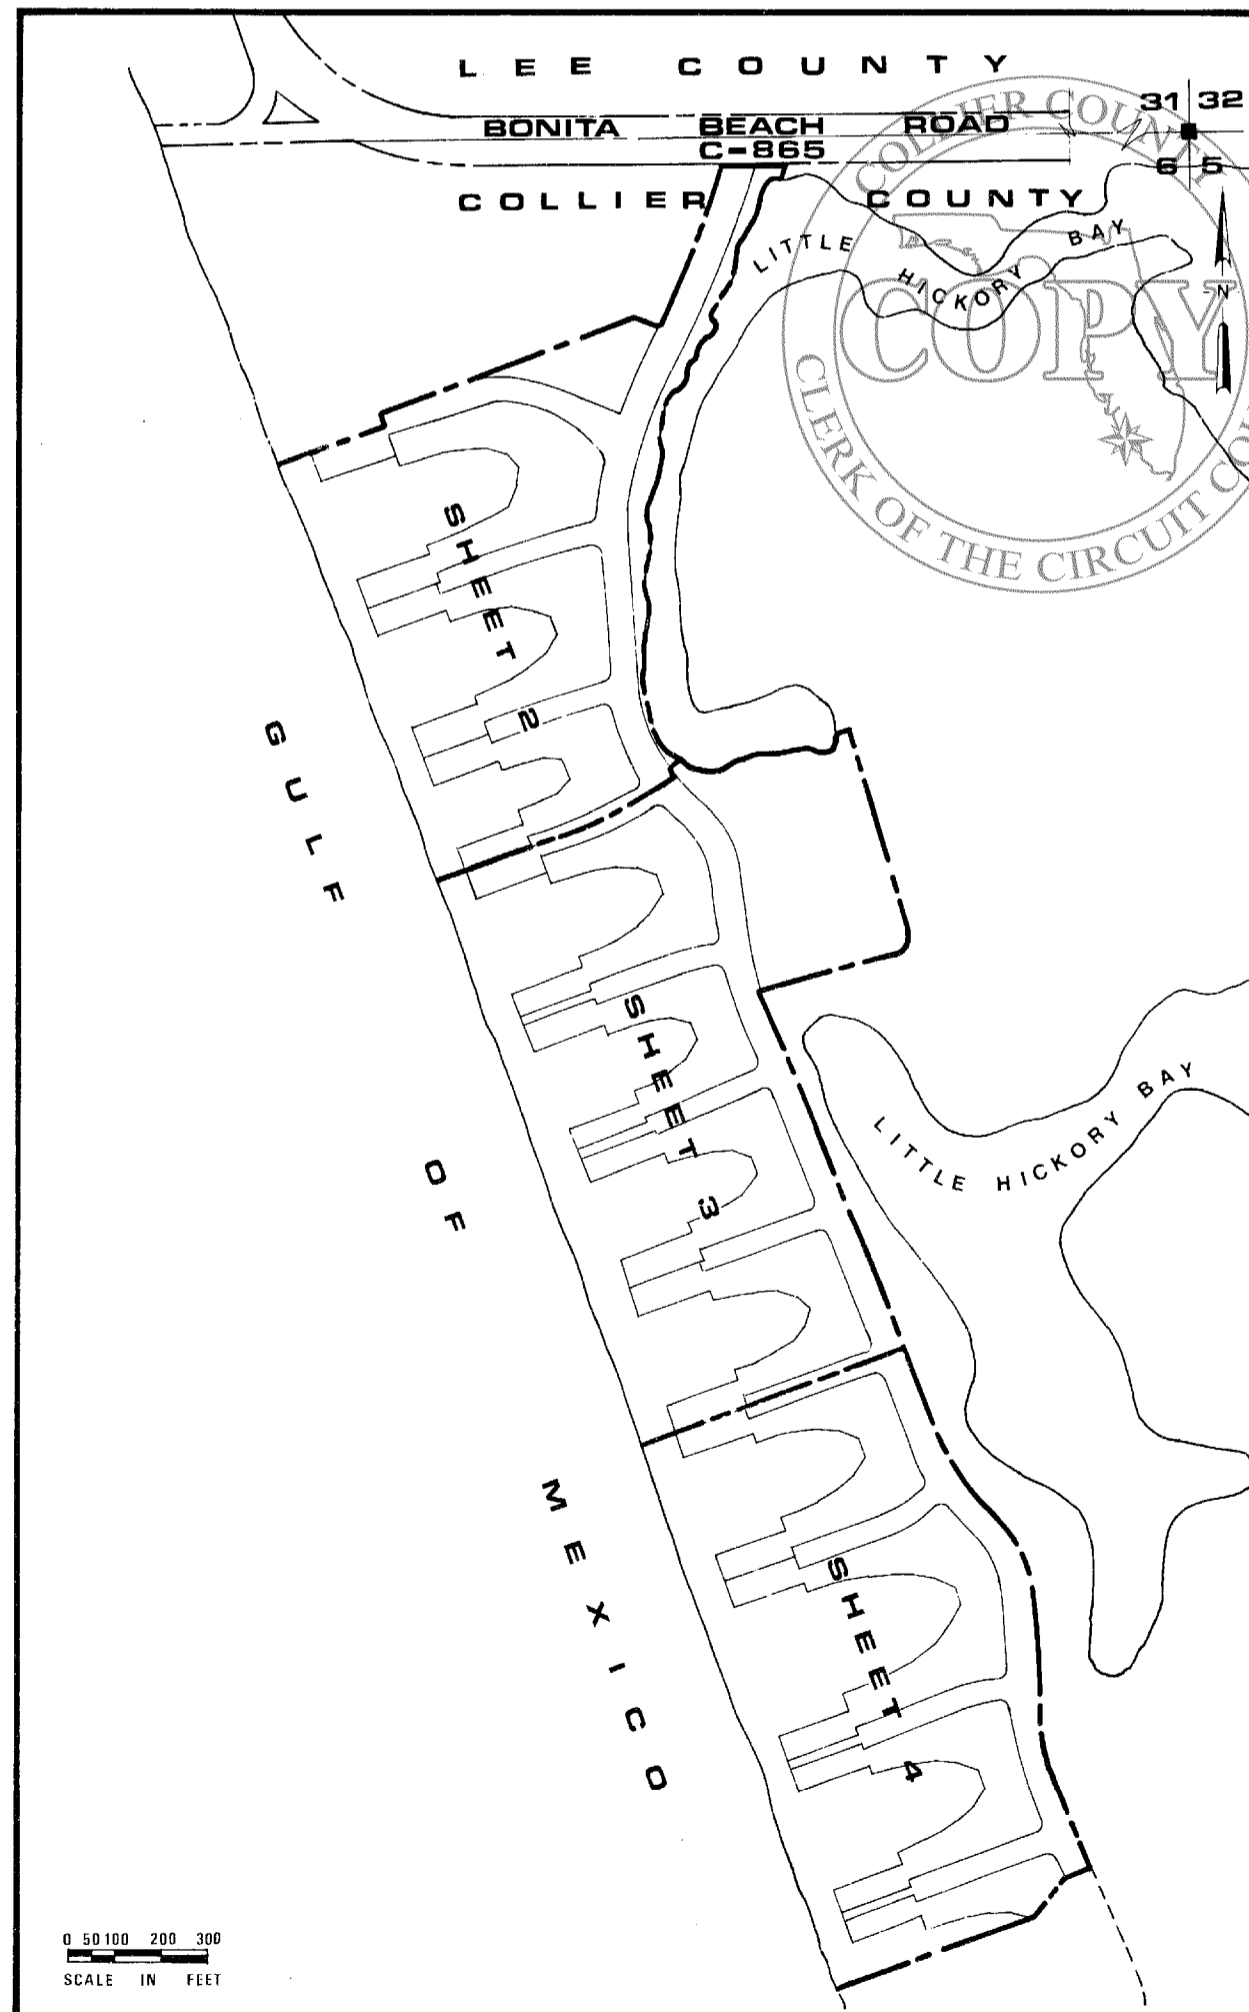 LEE COUNTY
31 32
BONITA BEACH ROAD
C-865
6 5
COLLIER COUNTY
LITTLE HICKORY BAY
N
COLLIER COUNTY
COPY
CLERK OF THE CIRCUIT
SHEET 2
GULF OF MEXICO
SHEET 3
LITTLE HICKORY BAY
SHEET 4
0 50 100 200 300
SCALE IN FEET